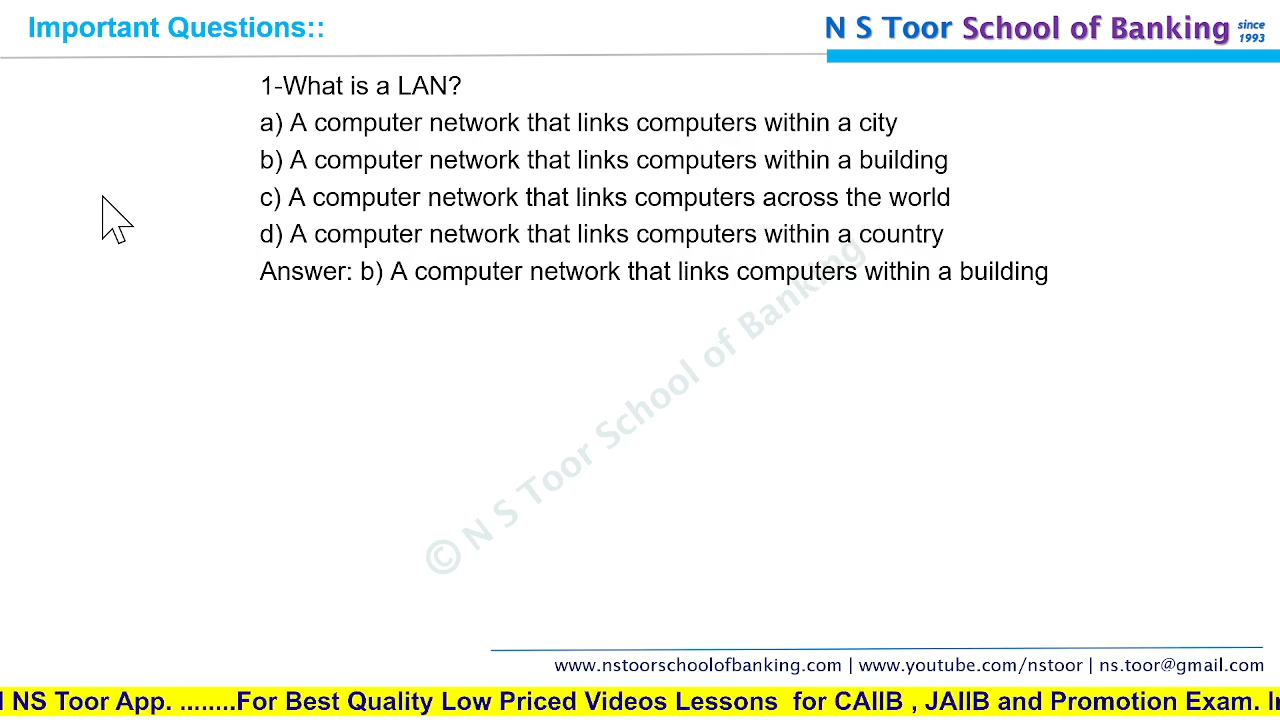 Important Questions::
N S Toor School of Banking since 1993
1-What is a LAN?
a) A computer network that links computers within a city
b) A computer network that links computers within a building
c) A computer network that links computers across the world
d) A computer network that links computers within a country
Answer: b) A computer network that links computers within a building
© N S Toor School of Banking
www.nstoorschoolofbanking.com | www.youtube.com/nstoor | ns.toor@gmail.com
NS Toor App. ........For Best Quality Low Priced Videos Lessons for CAIIB , JAIIB and Promotion Exam.